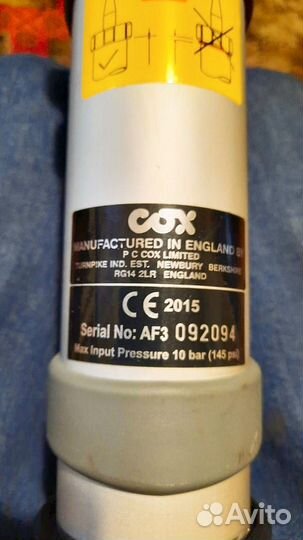 COX
MANUFACTURED IN ENGLAND BY
P C COX LIMITED
TURNPIKE IND. EST. NEWBURY BERKSHIRE
RG14 2LR ENGLAND
CE 2015
Serial No: AF3 092094
Max Input Pressure 10 bar (145 psi)
Avito